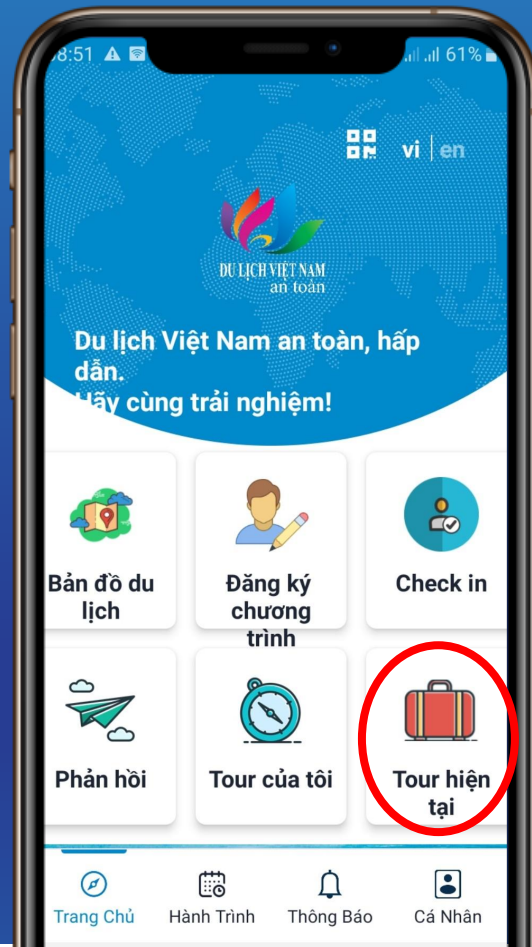 8:51 61%
vi | en
DU LỊCH VIỆT NAM
an toàn
Du lịch Việt Nam an toàn, hấp
dẫn.
Hãy cùng trải nghiệm!
Bản đồ du
lịch
Đăng ký
chương
trình
Check in
Phản hồi
Tour của tôi
Tour hiện
tại
Trang Chủ
Hành Trình
Thông Báo
Cá Nhân